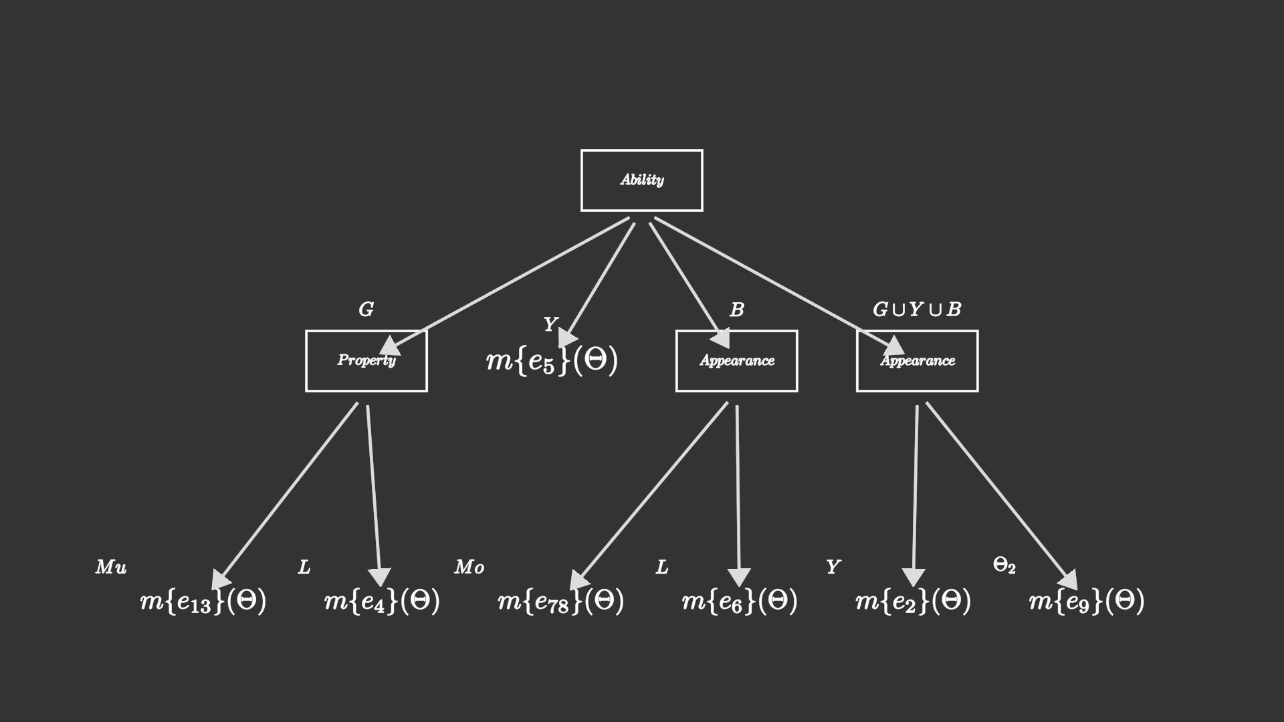 Ability
G
Y
B
G ∪ Y ∪ B
Property
m{e₅}(Θ)
Appearance
Appearance
Mu
L
Mo
L
Y
Θ₂
m{e₁₃}(Θ)
m{e₄}(Θ)
m{e₇₈}(Θ)
m{e₆}(Θ)
m{e₂}(Θ)
m{e₉}(Θ)